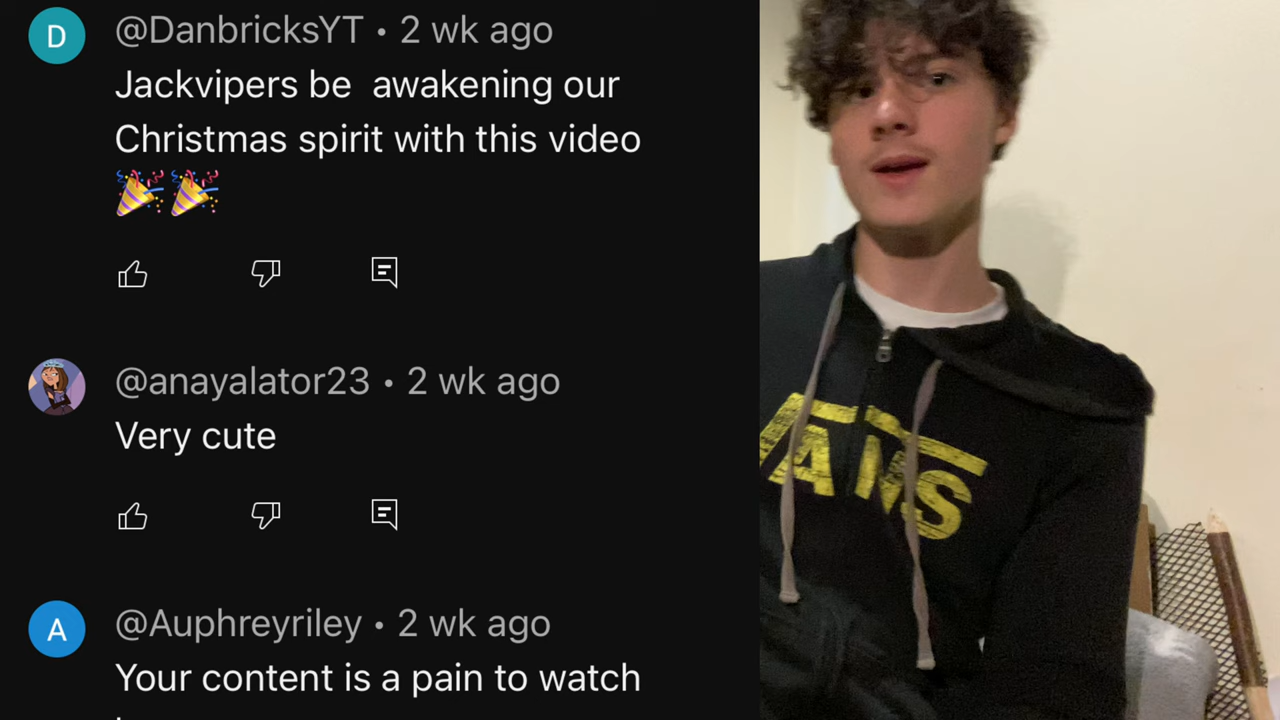 D
@DanbricksYT • 2 wk ago
Jackvipers be  awakening our
Christmas spirit with this video
🎉🎉
@anayalator23 • 2 wk ago
Very cute
A
@Auphreyriley • 2 wk ago
Your content is a pain to watch
VANS